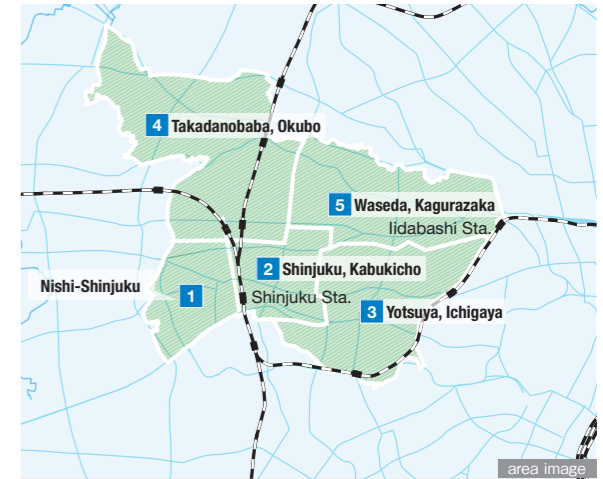 4 Takadanobaba, Okubo
5 Waseda, Kagurazaka
Iidabashi Sta.
2 Shinjuku, Kabukicho
Nishi-Shinjuku
1
Shinjuku Sta.
3 Yotsuya, Ichigaya
area image